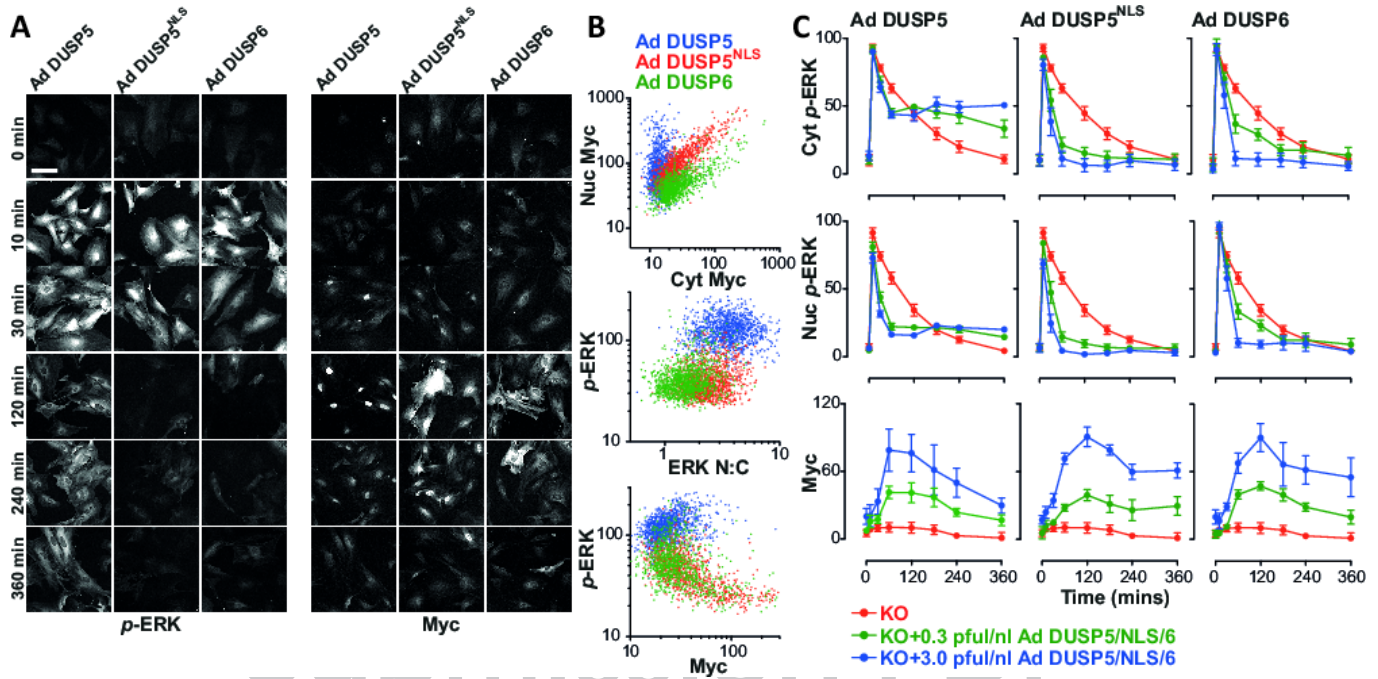 A
Ad DUSP5
Ad DUSP5NLS
Ad DUSP6
Ad DUSP5
Ad DUSP5NLS
Ad DUSP6
0 min
10 min
30 min
120 min
240 min
360 min
p-ERK
Myc
B
Ad DUSP5
Ad DUSP5NLS
Ad DUSP6
1000
100
10
Nuc Myc
10 100 1000
Cyt Myc
100
10
p-ERK
1 10
ERK N:C
100
10
p-ERK
10 100
Myc
C
Ad DUSP5 Ad DUSP5NLS Ad DUSP6
100
50
0
Cyt p-ERK
100
50
0
Nuc p-ERK
120
60
0
Myc
0 120 240 360 0 120 240 360 0 120 240 360
Time (mins)
KO
KO+0.3 pful/nl Ad DUSP5/NLS/6
KO+3.0 pful/nl Ad DUSP5/NLS/6